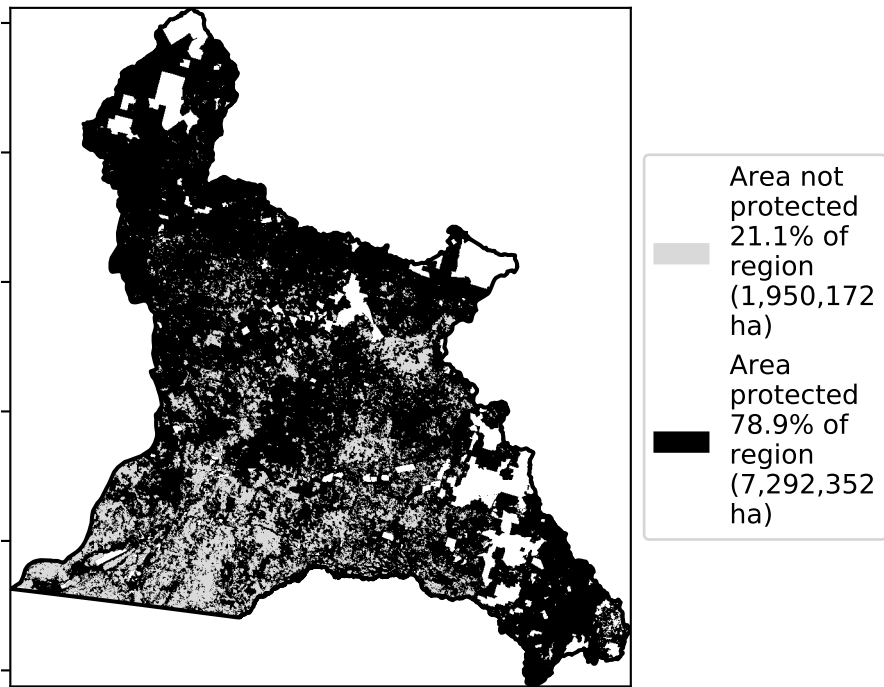 Area not
protected
21.1% of
region
(1,950,172
ha)
Area
protected
78.9% of
region
(7,292,352
ha)